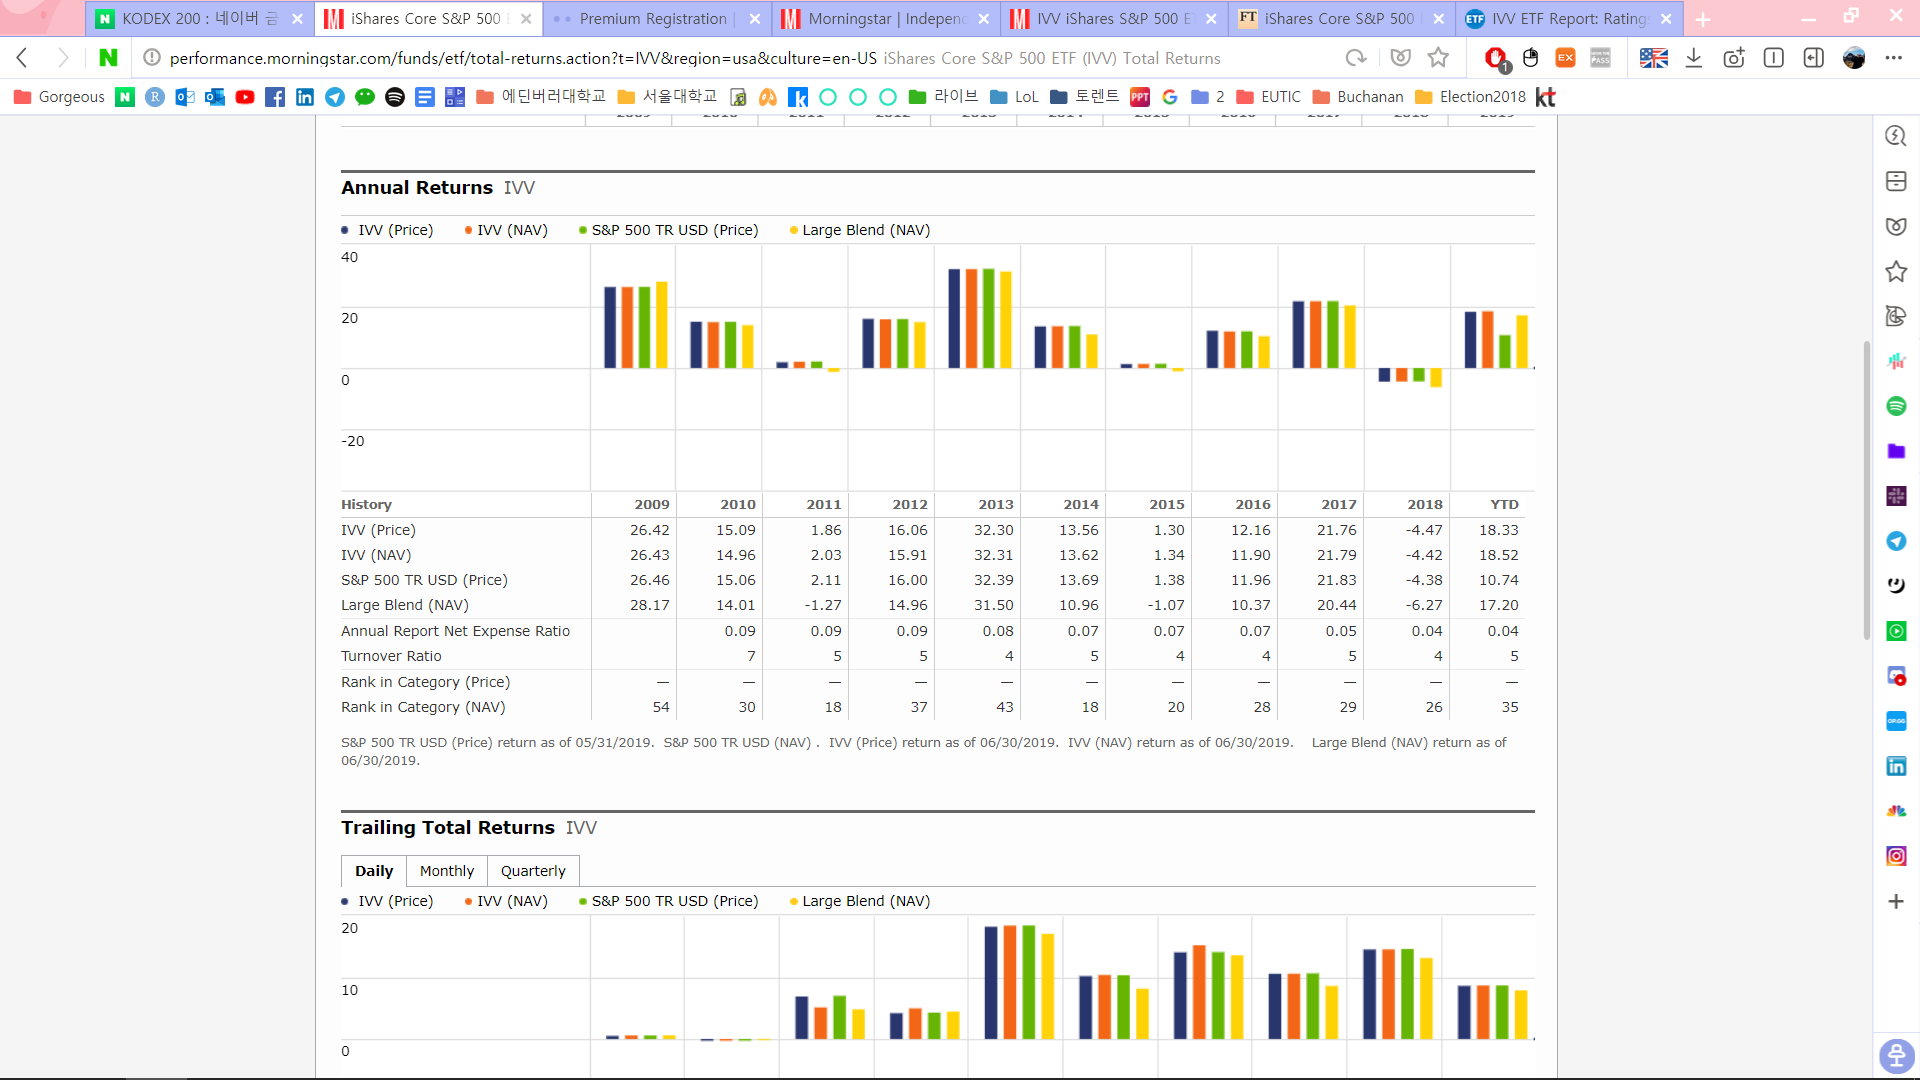 KODEX 200 : 네이버 금
iShares Core S&P 500
Premium Registration |
Morningstar | Independ
IVV iShares S&P 500 E
FT iShares Core S&P 500
ETF IVV ETF Report: Rating
performance.morningstar.com/funds/etf/total-returns.action?t=IVV&region=usa&culture=en-US iShares Core S&P 500 ETF (IVV) Total Returns
Gorgeous 에딘버러대학교 서울대학교 라이브 LoL 토렌트 PPT 2 EUTIC Buchanan Election2018 kt
Annual Returns IVV
IVV (Price) IVV (NAV) S&P 500 TR USD (Price) Large Blend (NAV)
40
20
0
-20
History 2009 2010 2011 2012 2013 2014 2015 2016 2017 2018 YTD
IVV (Price) 26.42 15.09 1.86 16.06 32.30 13.56 1.30 12.16 21.76 -4.47 18.33
IVV (NAV) 26.43 14.96 2.03 15.91 32.31 13.62 1.34 11.90 21.79 -4.42 18.52
S&P 500 TR USD (Price) 26.46 15.06 2.11 16.00 32.39 13.69 1.38 11.96 21.83 -4.38 10.74
Large Blend (NAV) 28.17 14.01 -1.27 14.96 31.50 10.96 -1.07 10.37 20.44 -6.27 17.20
Annual Report Net Expense Ratio 0.09 0.09 0.09 0.08 0.07 0.07 0.07 0.05 0.04 0.04
Turnover Ratio 7 5 5 4 5 4 4 5 4 5
Rank in Category (Price) — — — — — — — — — — —
Rank in Category (NAV) 54 30 18 37 43 18 20 28 29 26 35
S&P 500 TR USD (Price) return as of 05/31/2019. S&P 500 TR USD (NAV) . IVV (Price) return as of 06/30/2019. IVV (NAV) return as of 06/30/2019. Large Blend (NAV) return as of
06/30/2019.
Trailing Total Returns IVV
Daily Monthly Quarterly
IVV (Price) IVV (NAV) S&P 500 TR USD (Price) Large Blend (NAV)
20
10
0